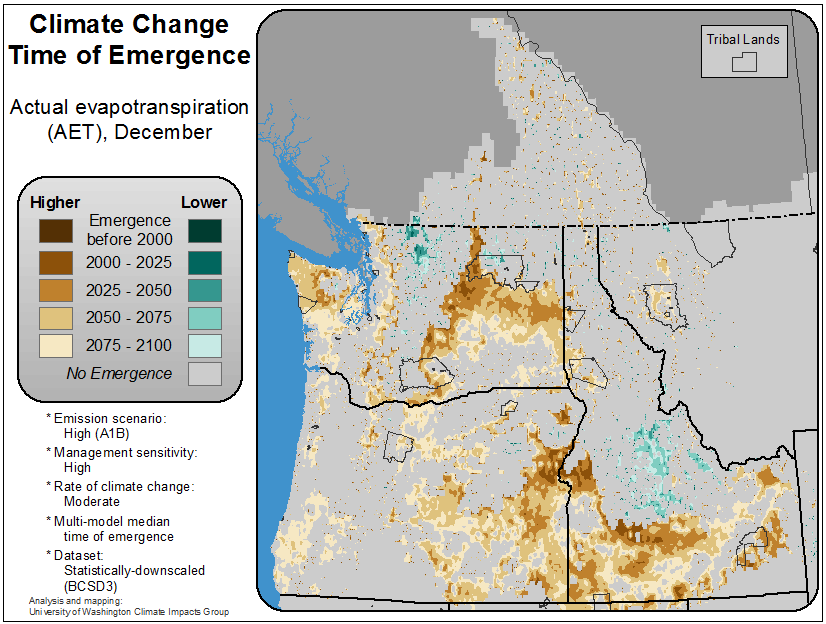 Climate Change
Time of Emergence
Actual evapotranspiration
(AET), December
Higher Lower
Emergence
before 2000
2000 - 2025
2025 - 2050
2050 - 2075
2075 - 2100
No Emergence
* Emission scenario:
High (A1B)
* Management sensitivity:
High
* Rate of climate change:
Moderate
* Multi-model median
time of emergence
* Dataset:
Statistically-downscaled
(BCSD3)
Analysis and mapping:
University of Washington Climate Impacts Group
Tribal Lands